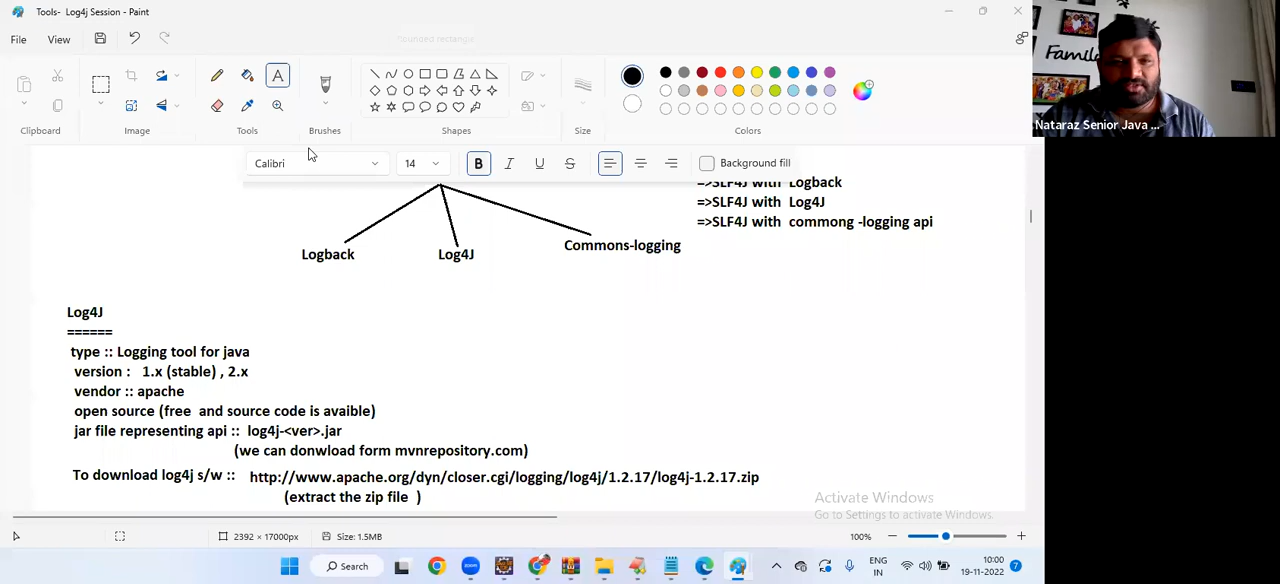 Tools- Log4j Session - Paint
File View
Rounded rectangle
Clipboard Image Tools Brushes Shapes Size Colors
Calibri 14 B I U S Background fill
Famil
Nataraz Senior Java ...
=>SLF4J with Logback
=>SLF4J with Log4J
=>SLF4J with commong -logging api
Logback Log4J Commons-logging
Log4J
======
type :: Logging tool for java
version : 1.x (stable) , 2.x
vendor :: apache
open source (free and source code is avaible)
jar file representing api :: log4j-<ver>.jar
(we can donwload form mvnrepository.com)
To download log4j s/w :: http://www.apache.org/dyn/closer.cgi/logging/log4j/1.2.17/log4j-1.2.17.zip
(extract the zip file )
Activate Windows
Go to Settings to activate Windows.
2392 × 17000px Size: 1.5MB 100%
Search ENG IN 10:00 19-11-2022 7